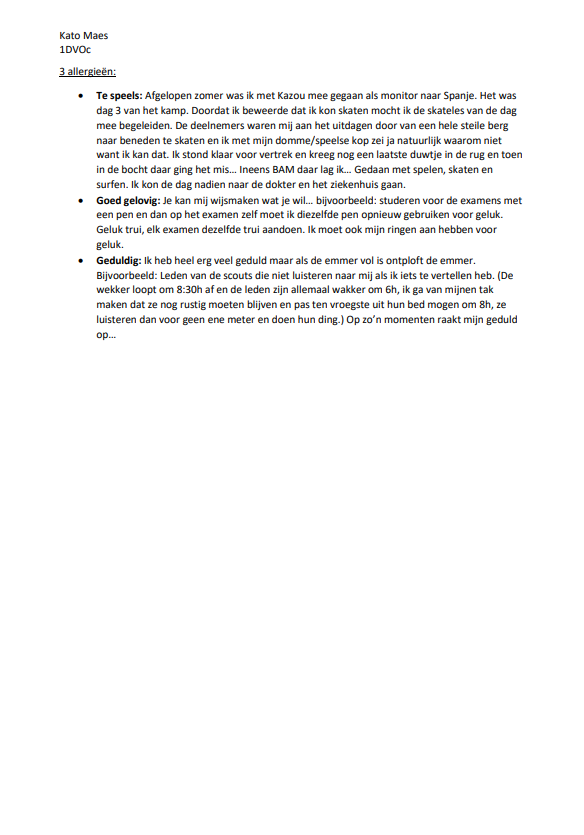 Kato Maes
1DVOc
3 allergieën:
• Te speels: Afgelopen zomer was ik met Kazou mee gegaan als monitor naar Spanje. Het was
dag 3 van het kamp. Doordat ik beweerde dat ik kon skaten mocht ik de skateles van de dag
mee begeleiden. De deelnemers waren mij aan het uitdagen door van een hele steile berg
naar beneden te skaten en ik met mijn domme/speelse kop zei ja natuurlijk waarom niet
want ik kan dat. Ik stond klaar voor vertrek en kreeg nog een laatste duwtje in de rug en toen
in de bocht daar ging het mis... Ineens BAM daar lag ik... Gedaan met spelen, skaten en
surfen. Ik kon de dag nadien naar de dokter en het ziekenhuis gaan.
• Goed gelovig: Je kan mij wijsmaken wat je wil... bijvoorbeeld: studeren voor de examens met
een pen en dan op het examen zelf moet ik diezelfde pen opnieuw gebruiken voor geluk.
Geluk trui, elk examen dezelfde trui aandoen. Ik moet ook mijn ringen aan hebben voor
geluk.
• Geduldig: Ik heb heel erg veel geduld maar als de emmer vol is ontploft de emmer.
Bijvoorbeeld: Leden van de scouts die niet luisteren naar mij als ik iets te vertellen heb. (De
wekker loopt om 8:30h af en de leden zijn allemaal wakker om 6h, ik ga van mijnen tak
maken dat ze nog rustig moeten blijven en pas ten vroegste uit hun bed mogen om 8h, ze
luisteren dan voor geen ene meter en doen hun ding.) Op zo'n momenten raakt mijn geduld
op...